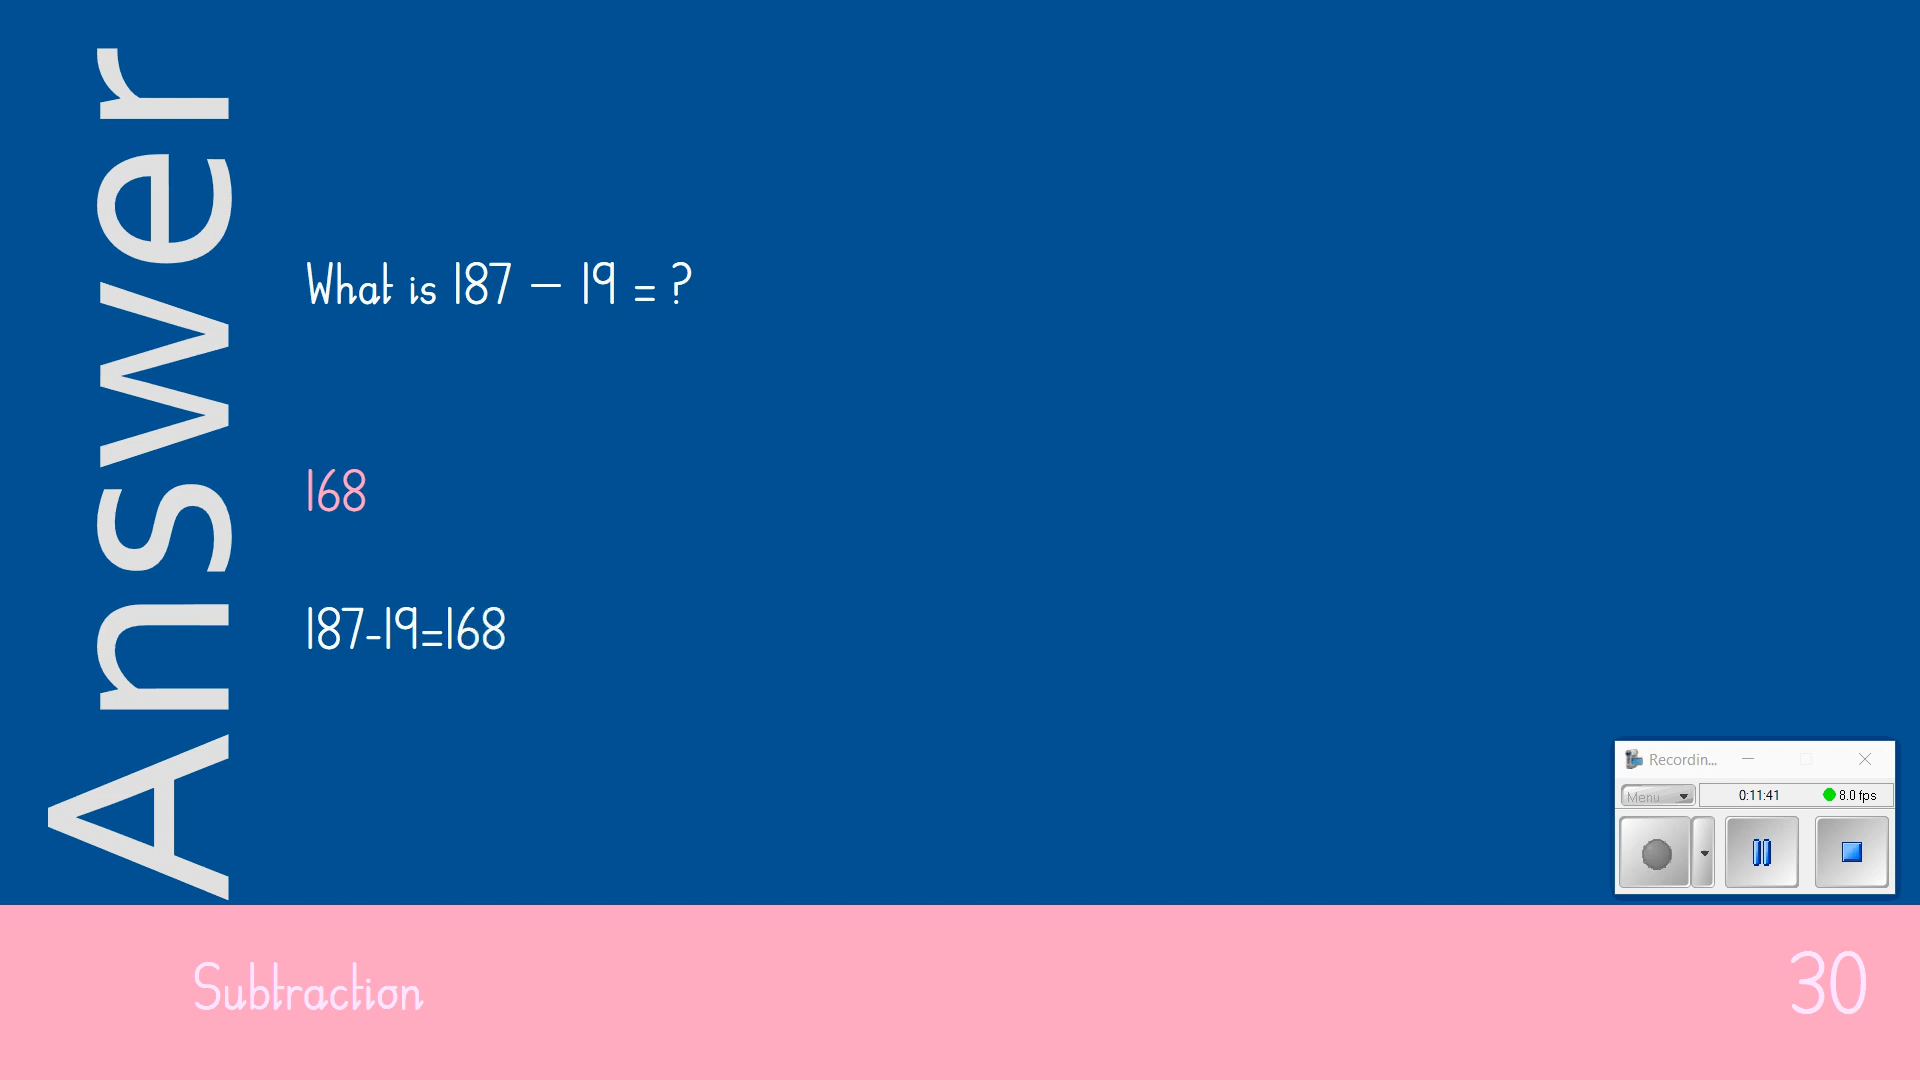 Answer
What is 187 – 19 = ?
168
187-19=168
Recordin...
Menu
0:11:41
8.0 fps
Subtraction
30